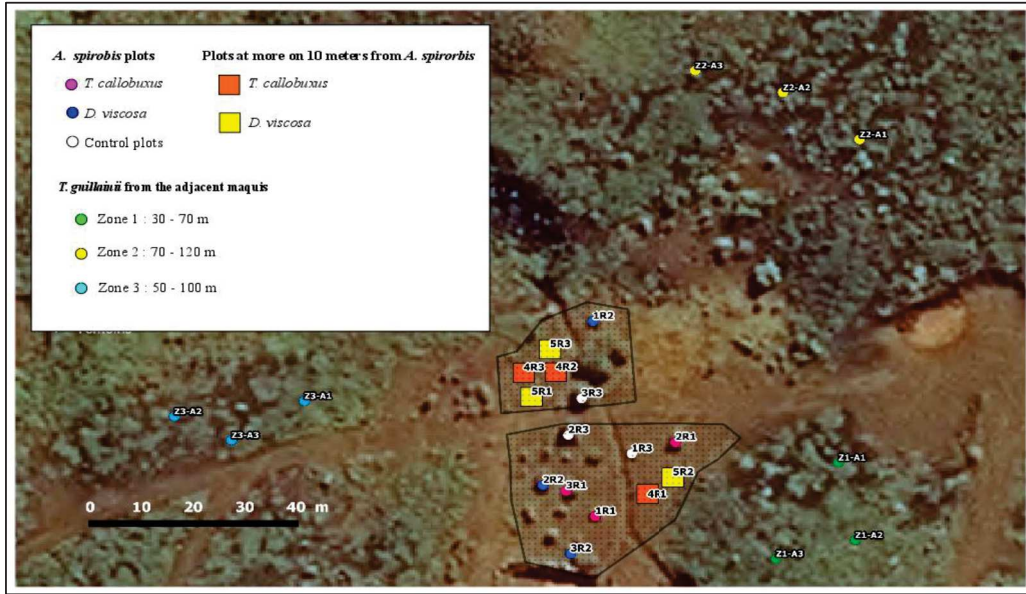 A. spirobis plots
Plots at more on 10 meters from A. spirorbis
T. callobuxus
T. callobuxus
D. viscosa
D. viscosa
Control plots
T. guillainii from the adjacent maquis
Zone 1 : 30 - 70 m
Zone 2 : 70 - 120 m
Zone 3 : 50 - 100 m
Z2-A3
Z2-A2
Z2-A1
1R2
5R3
4R3
4R2
5R1
3R3
Z3-A1
Z3-A2
Z3-A3
2R3
2R1
1R3
Z1-A1
5R2
2R2
3R1
4R1
1R1
0 20 40 m
Z1-A2
3R2
Z1-A3